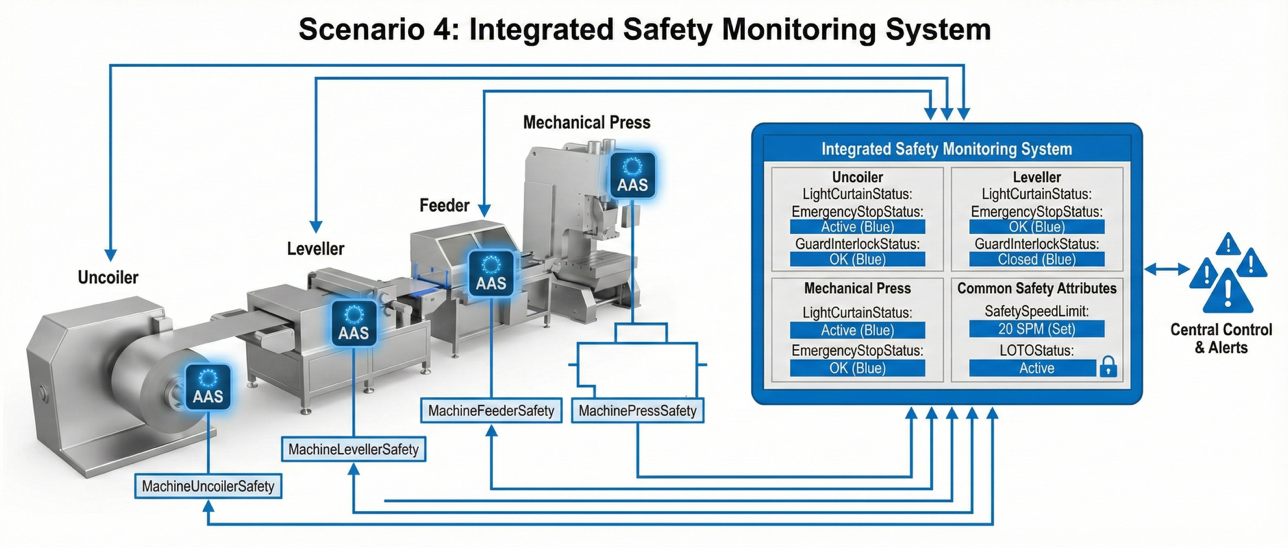 Scenario 4: Integrated Safety Monitoring System
Mechanical Press
AAS
Feeder
AAS
Leveller
AAS
Uncoiler
AAS
MachineFeederSafety
MachinePressSafety
MachineLevellerSafety
MachineUncoilerSafety
Integrated Safety Monitoring System
Uncoiler
LightCurtainStatus:
EmergencyStopStatus:
Active (Blue)
GuardInterlockStatus:
OK (Blue)
Leveller
LightCurtainStatus:
EmergencyStopStatus:
OK (Blue)
GuardInterlockStatus:
Closed (Blue)
Mechanical Press
LightCurtainStatus:
Active (Blue)
EmergencyStopStatus:
OK (Blue)
Common Safety Attributes
SafetySpeedLimit:
20 SPM (Set)
LOTOStatus:
Active
Central Control
& Alerts